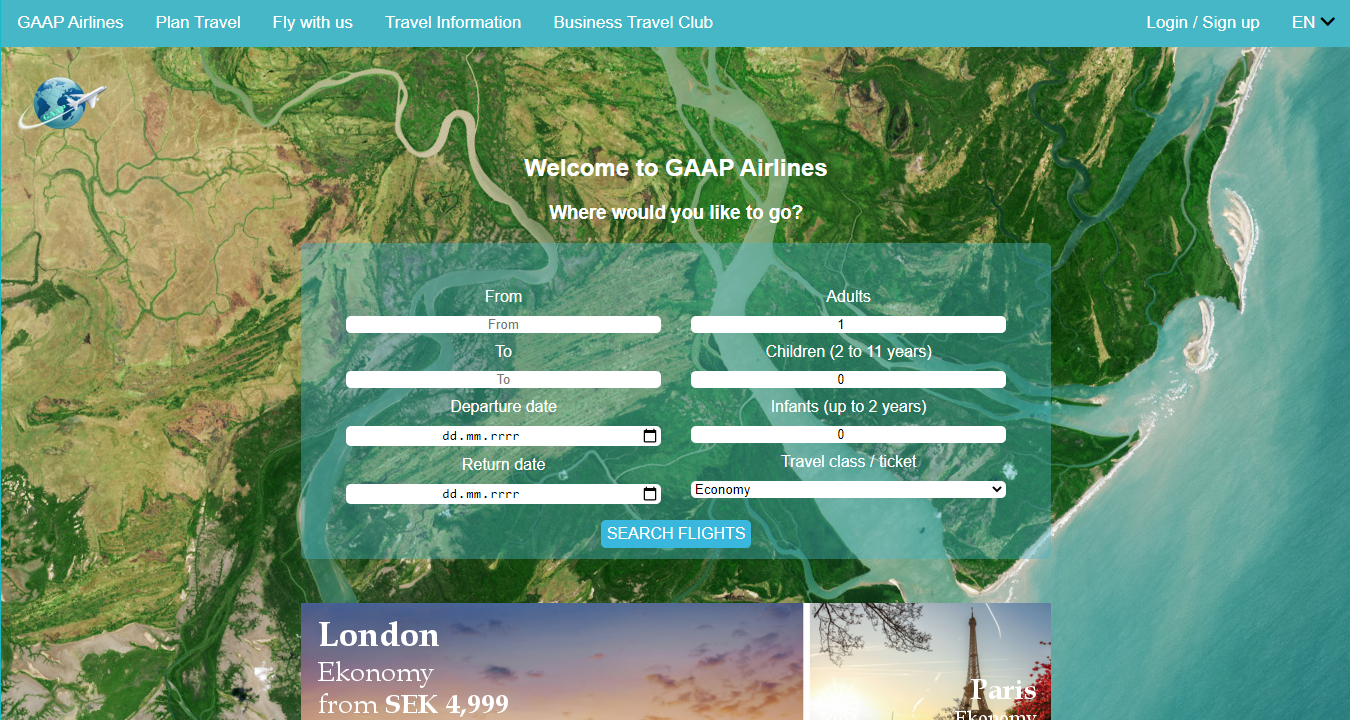 GAAP Airlines Plan Travel Fly with us Travel Information Business Travel Club Login / Sign up EN
Welcome to GAAP Airlines
Where would you like to go?
From
From
To
To
Departure date
dd.mm.rrrr
Return date
dd.mm.rrrr
Adults
1
Children (2 to 11 years)
0
Infants (up to 2 years)
0
Travel class / ticket
Economy
SEARCH FLIGHTS
London
Ekonomy
from SEK 4,999
Paris
Ekonomy